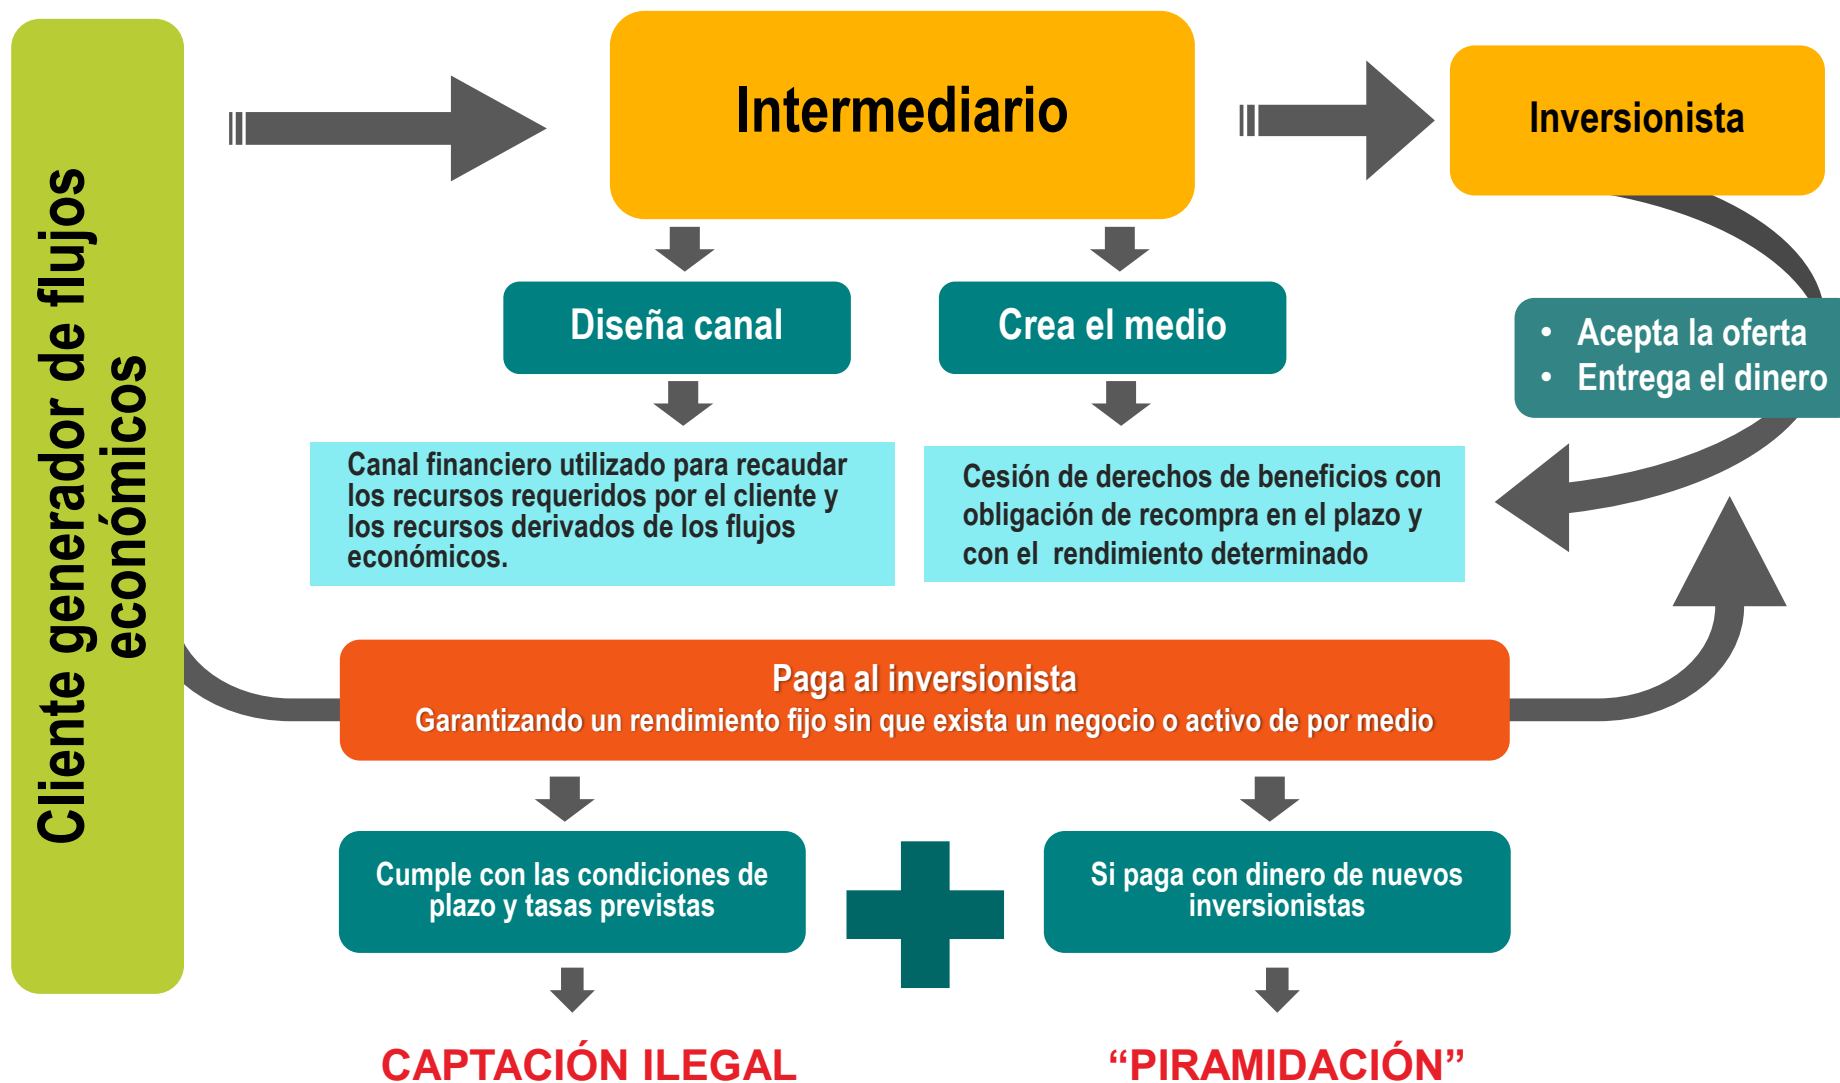 Cliente generador de flujos
económicos
Intermediario
Inversionista
Diseña canal
Crea el medio
• Acepta la oferta
• Entrega el dinero
Canal financiero utilizado para recaudar
los recursos requeridos por el cliente y
los recursos derivados de los flujos
económicos.
Cesión de derechos de beneficios con
obligación de recompra en el plazo y
con el rendimiento determinado
Paga al inversionista
Garantizando un rendimiento fijo sin que exista un negocio o activo de por medio
Cumple con las condiciones de
plazo y tasas previstas
Si paga con dinero de nuevos
inversionistas
CAPTACIÓN ILEGAL
“PIRAMIDACIÓN”